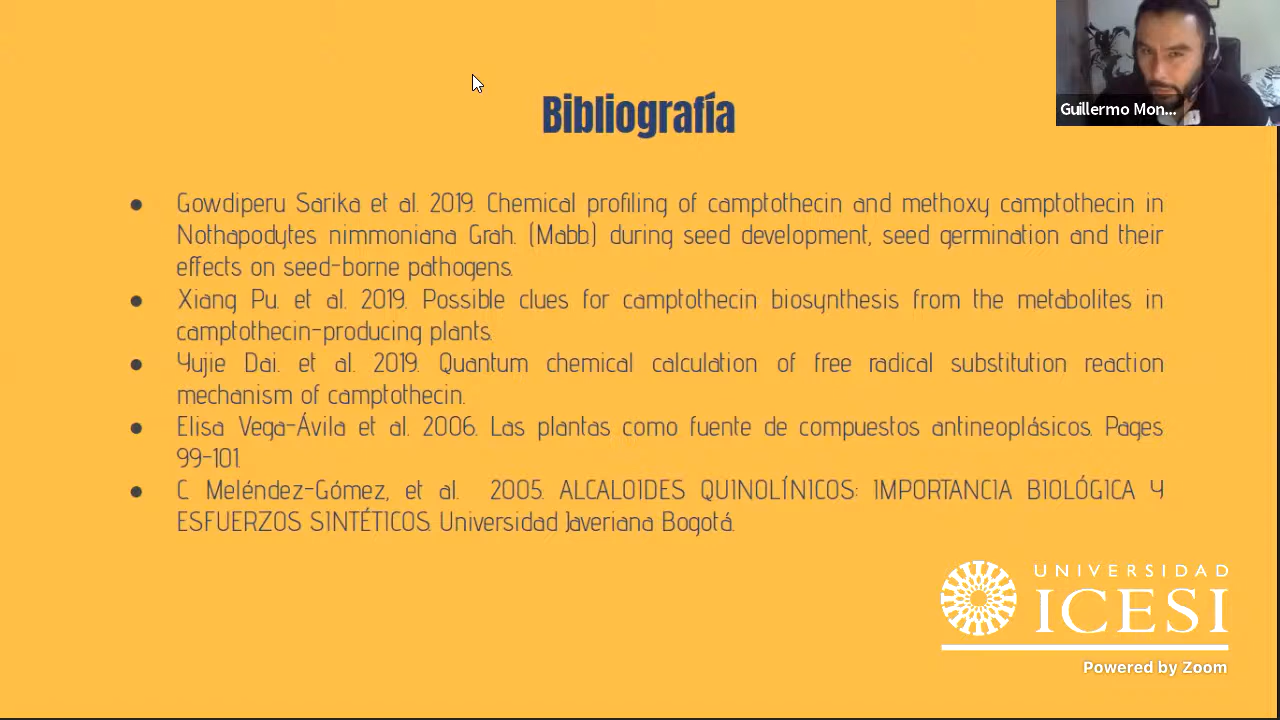 Guillermo Mon...
Bibliografía
● Gowdiperu Sarika et al. 2019. Chemical profiling of camptothecin and methoxy camptothecin in
Nothapodytes nimmoniana Grah. (Mabb.) during seed development, seed germination and their
effects on seed-borne pathogens.
● Xiang Pu. et al. 2019. Possible clues for camptothecin biosynthesis from the metabolites in
camptothecin-producing plants.
● Yujie Dai. et al. 2019. Quantum chemical calculation of free radical substitution reaction
mechanism of camptothecin.
● Elisa Vega-Ávila et al. 2006. Las plantas como fuente de compuestos antineoplásicos. Pages
99-101.
● C Meléndez-Gómez, et al. 2005. ALCALOIDES QUINOLÍNICOS: IMPORTANCIA BIOLÓGICA Y
ESFUERZOS SINTÉTICOS. Universidad Javeriana Bogotá.
UNIVERSIDAD
ICESI
Powered by Zoom